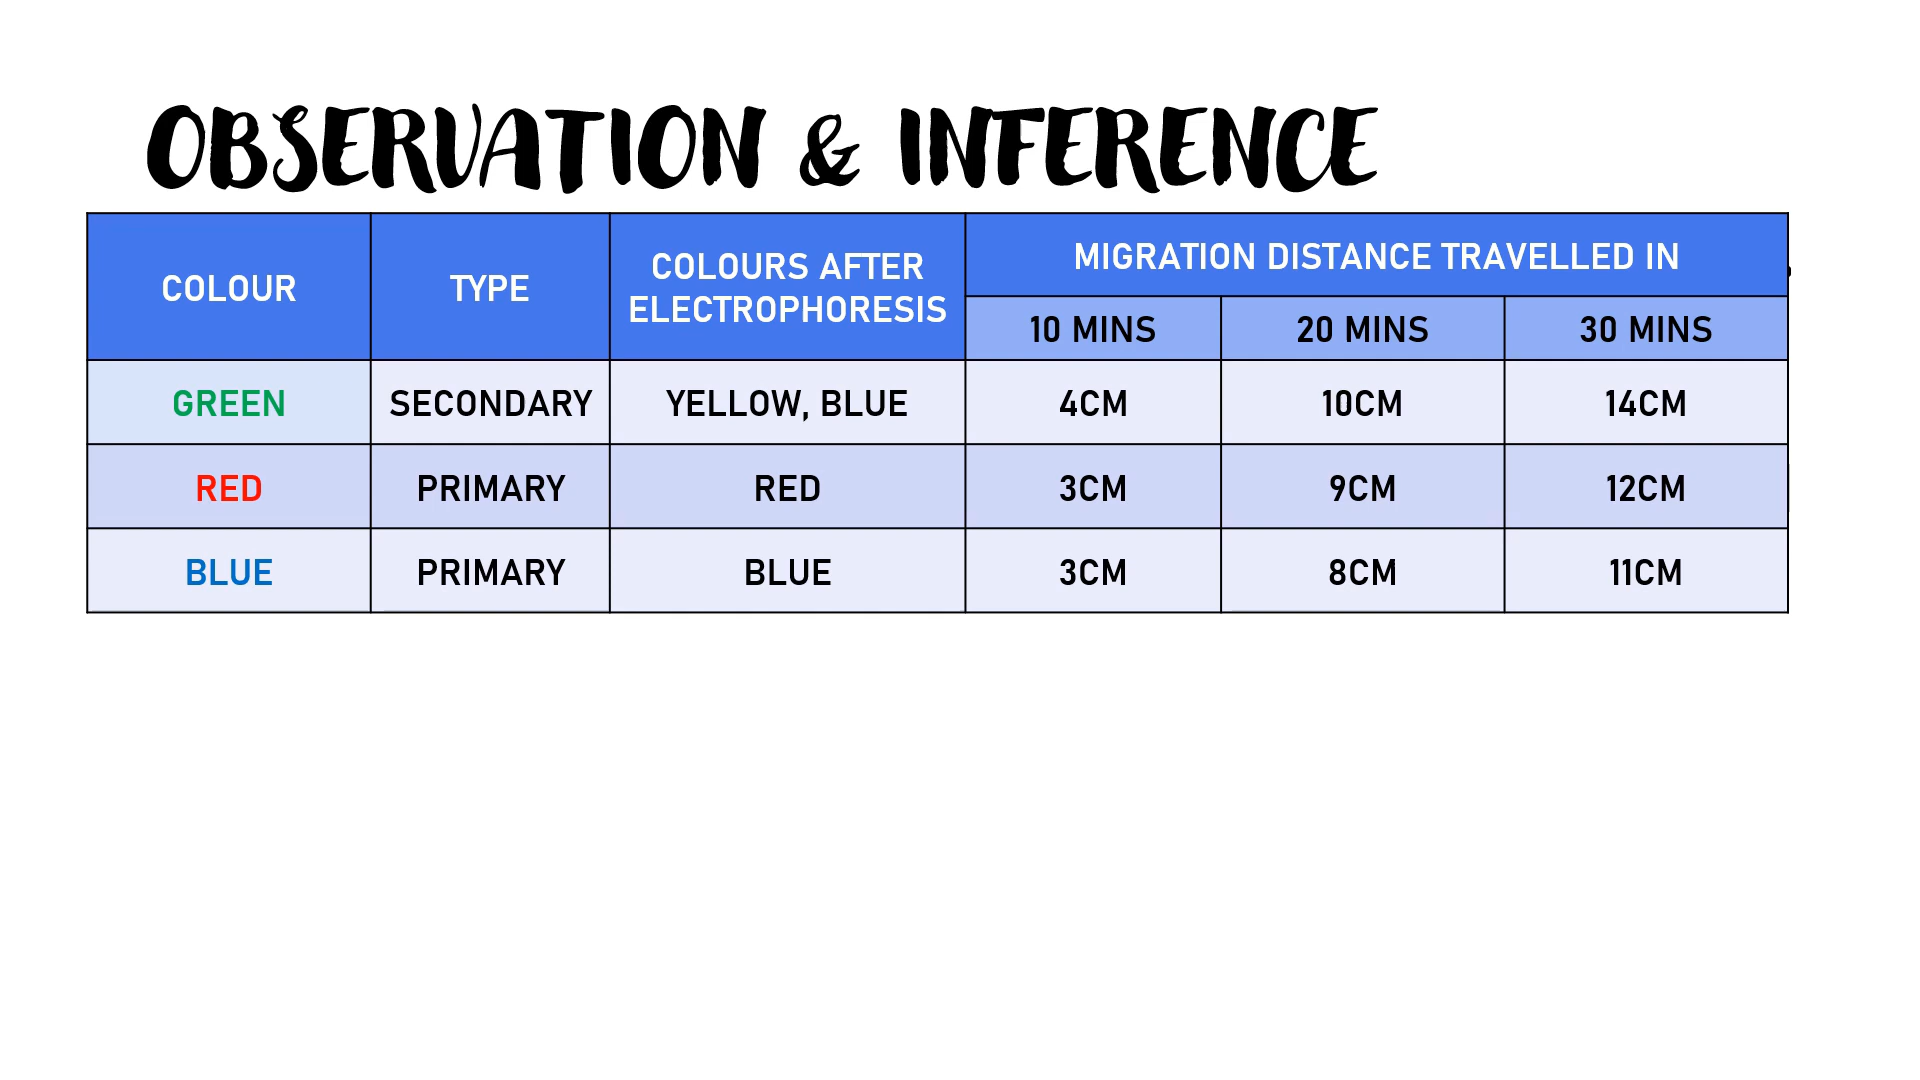 OBSERVATION & INFERENCE
COLOUR
TYPE
COLOURS AFTER
ELECTROPHORESIS
MIGRATION DISTANCE TRAVELLED IN
10 MINS
20 MINS
30 MINS
GREEN
SECONDARY
YELLOW, BLUE
4CM
10CM
14CM
RED
PRIMARY
RED
3CM
9CM
12CM
BLUE
PRIMARY
BLUE
3CM
8CM
11CM